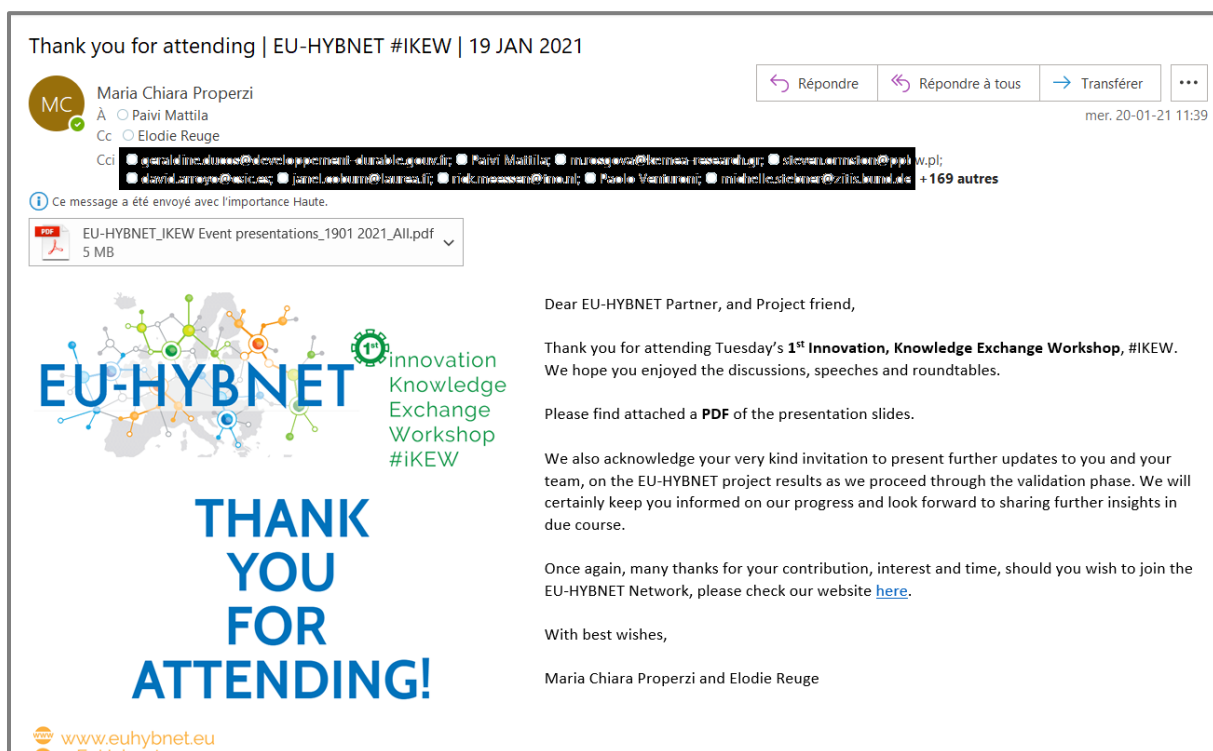 Thank you for attending | EU-HYBNET #IKEW | 19 JAN 2021
MC
Maria Chiara Properzi
À Paivi Mattila
Cc Elodie Reuge
Répondre
Répondre à tous
Transférer
mer. 20-01-21 11:39
Cci
w.pl;
+169 autres
Ce message a été envoyé avec l'importance Haute.
PDF
EU-HYBNET_IKEW Event presentations_1901 2021_All.pdf
5 MB
EU-HYBNET
1st
innovation
Knowledge
Exchange
Workshop
#iKEW
THANK
YOU
FOR
ATTENDING!
www
www.euhybnet.eu
Dear EU-HYBNET Partner, and Project friend,
Thank you for attending Tuesday's 1st Innovation, Knowledge Exchange Workshop, #IKEW.
We hope you enjoyed the discussions, speeches and roundtables.
Please find attached a PDF of the presentation slides.
We also acknowledge your very kind invitation to present further updates to you and your
team, on the EU-HYBNET project results as we proceed through the validation phase. We will
certainly keep you informed on our progress and look forward to sharing further insights in
due course.
Once again, many thanks for your contribution, interest and time, should you wish to join the
EU-HYBNET Network, please check our website here.
With best wishes,
Maria Chiara Properzi and Elodie Reuge